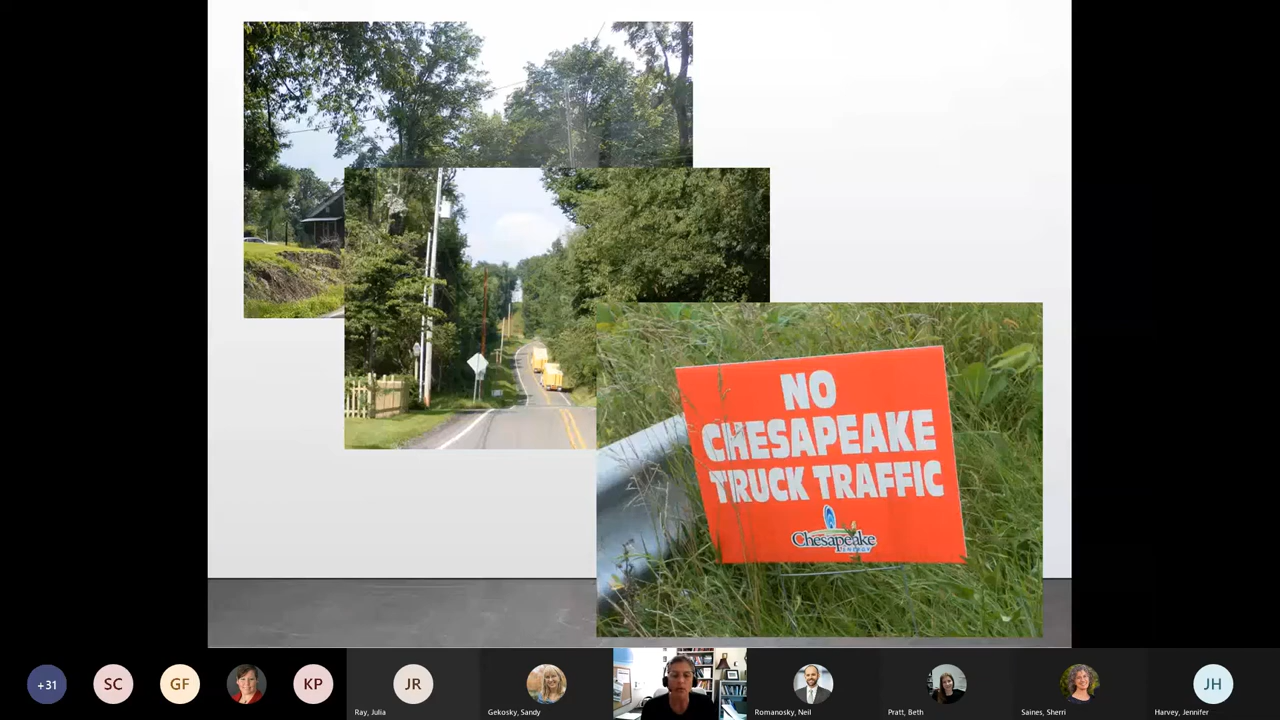 NO
CHESAPEAKE
TRUCK TRAFFIC
Chesapeake
ENERGY
+31
SC
GF
KP
JR
JH
Ray, Julia
Gekosky, Sandy
Romanosky, Neil
Pratt, Beth
Saines, Sherri
Harvey, Jennifer